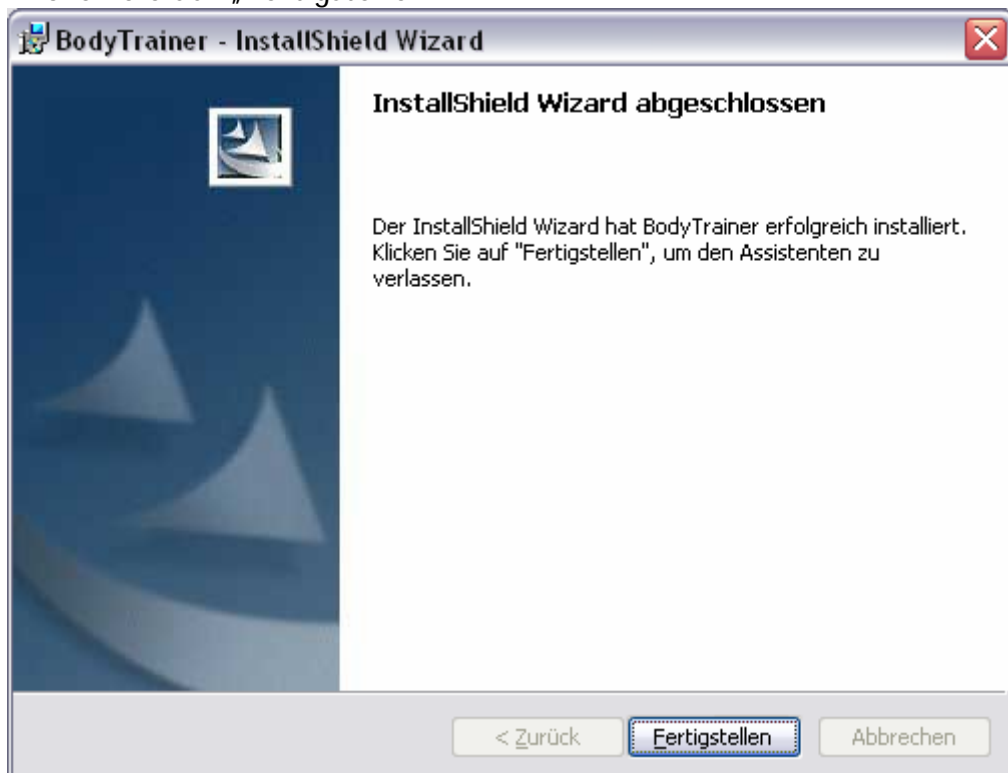 BodyTrainer - InstallShield Wizard
InstallShield Wizard abgeschlossen
Der InstallShield Wizard hat BodyTrainer erfolgreich installiert.
Klicken Sie auf "Fertigstellen", um den Assistenten zu
verlassen.
< Zurück Fertigstellen Abbrechen